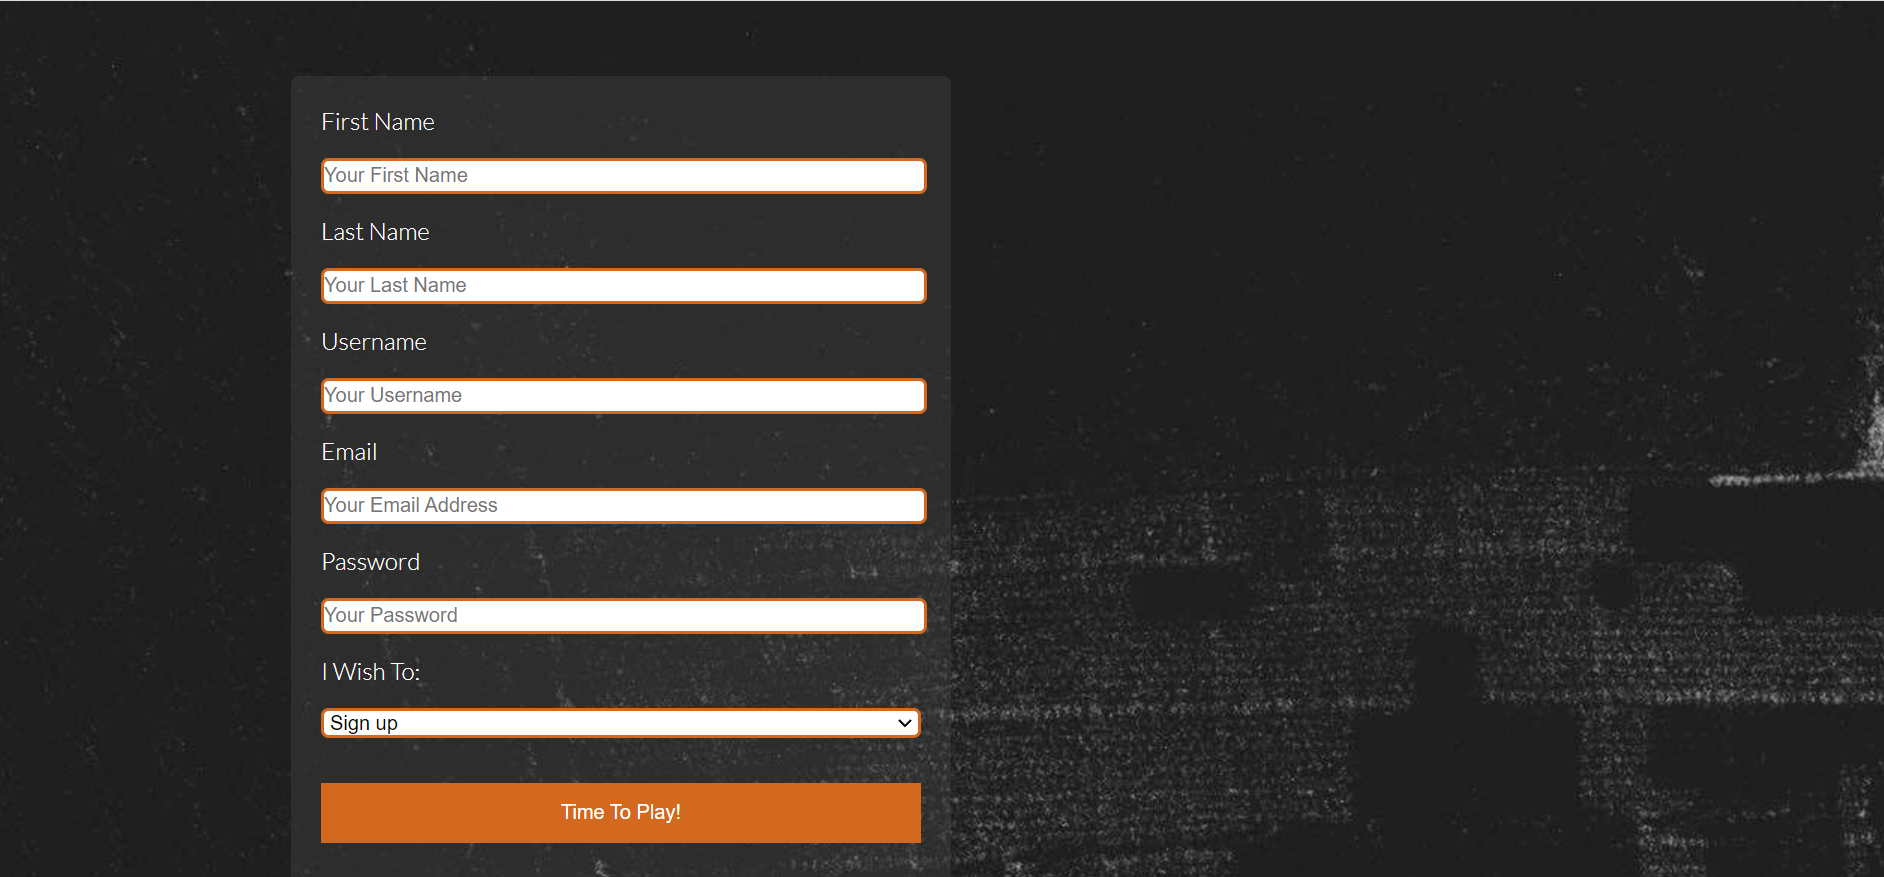 First Name
Your First Name
Last Name
Your Last Name
Username
Your Username
Email
Your Email Address
Password
Your Password
I Wish To:
Sign up
Time To Play!